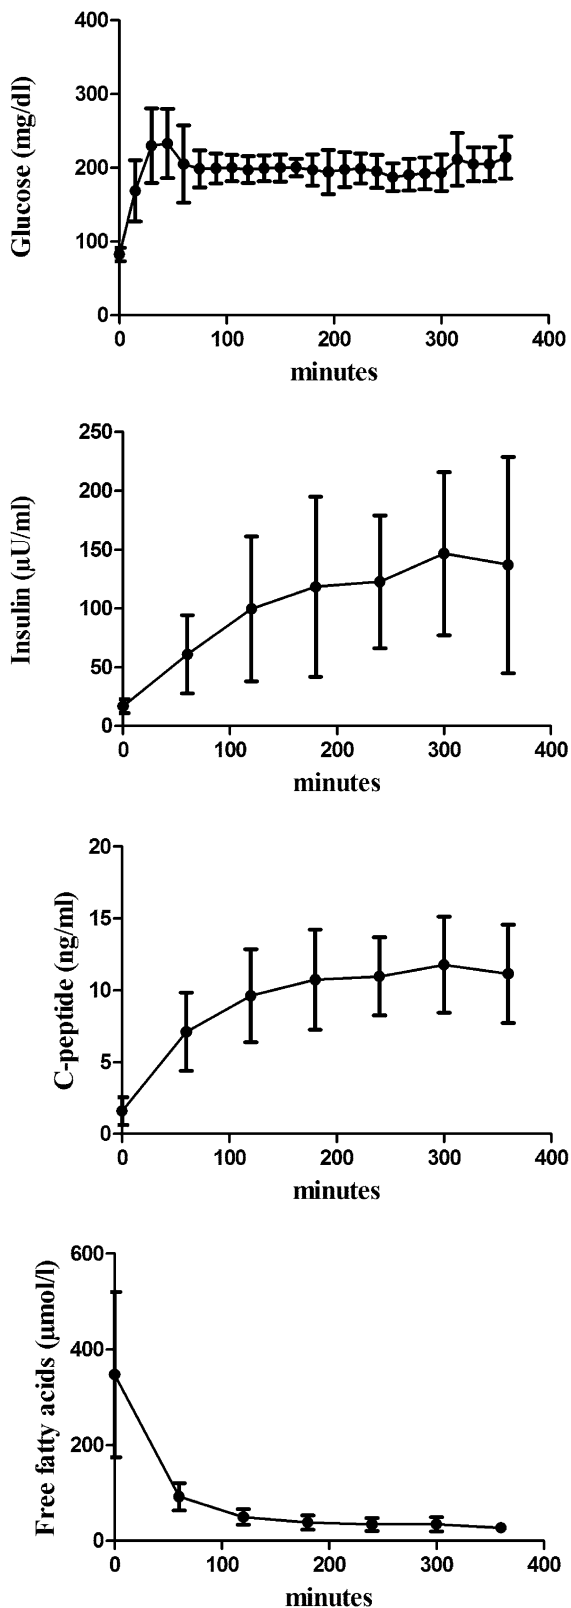 Glucose (mg/dl)
400
300
200
100
0
0 100 200 300 400
minutes
Insulin (µU/ml)
250
200
150
100
50
0
0 100 200 300 400
minutes
C-peptide (ng/ml)
20
15
10
5
0
0 100 200 300 400
minutes
Free fatty acids (µmol/l)
600
400
200
0
0 100 200 300 400
minutes